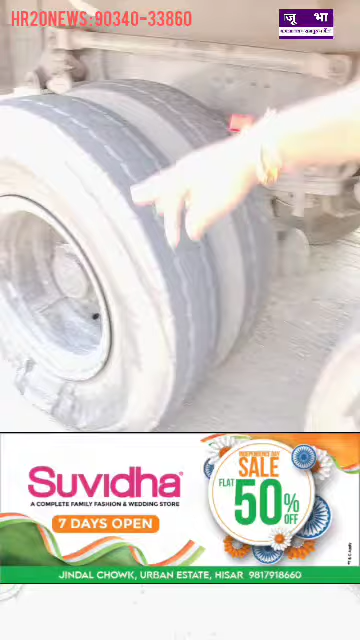 HR20NEWS:90340-33860
जू भा
Suvidha
A COMPLETE FAMILY FASHION & WEDDING STORE
7 DAYS OPEN
INDEPENDENCE DAY
SALE
FLAT
50%
OFF
JINDAL CHOWK, URBAN ESTATE, HISAR 9817918660